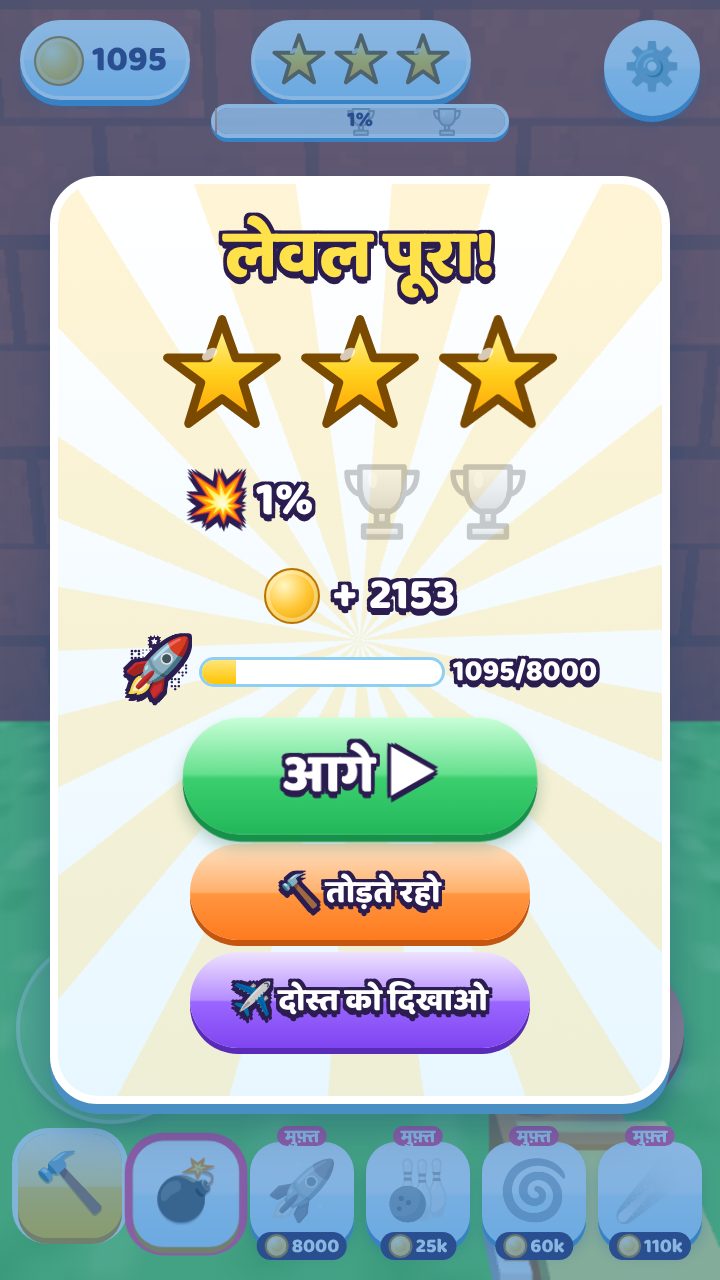 1095
1%
लेवल पूरा!
1%
+ 2153
1095/8000
आगे
तोड़ते रहो
दोस्त को दिखाओ
मुफ़्त मुफ़्त मुफ़्त मुफ़्त
8000 25k 60k 110k